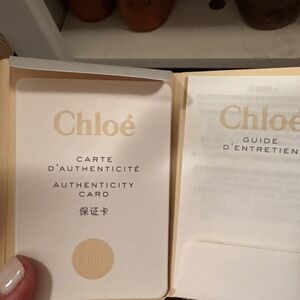 Chloé
CARTE
D'AUTHENTICITÉ
AUTHENTICITY
CARD
保证卡
Chloé
GUIDE
D'ENTRETIEN